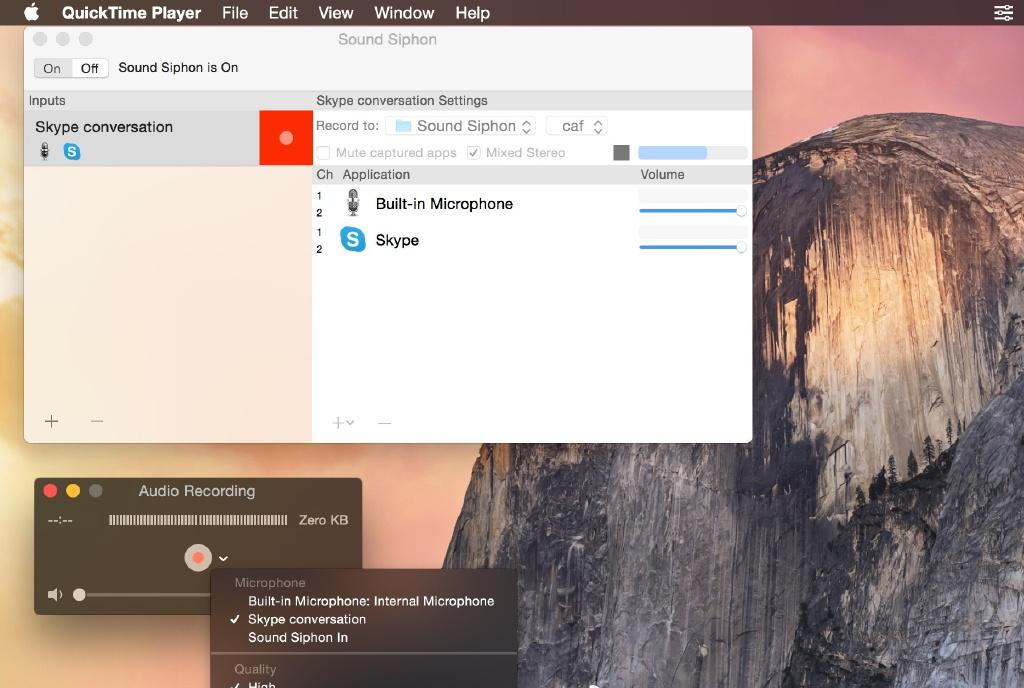 QuickTime Player File Edit View Window Help
Sound Siphon
On Off Sound Siphon is On
Inputs
Skype conversation Settings
Skype conversation
Record to: Sound Siphon caf
Mute captured apps Mixed Stereo
Ch Application Volume
1
2
Built-in Microphone
1
2
Skype
Audio Recording
--:-- Zero KB
Microphone
Built-in Microphone: Internal Microphone
Skype conversation
Sound Siphon In
Quality
High